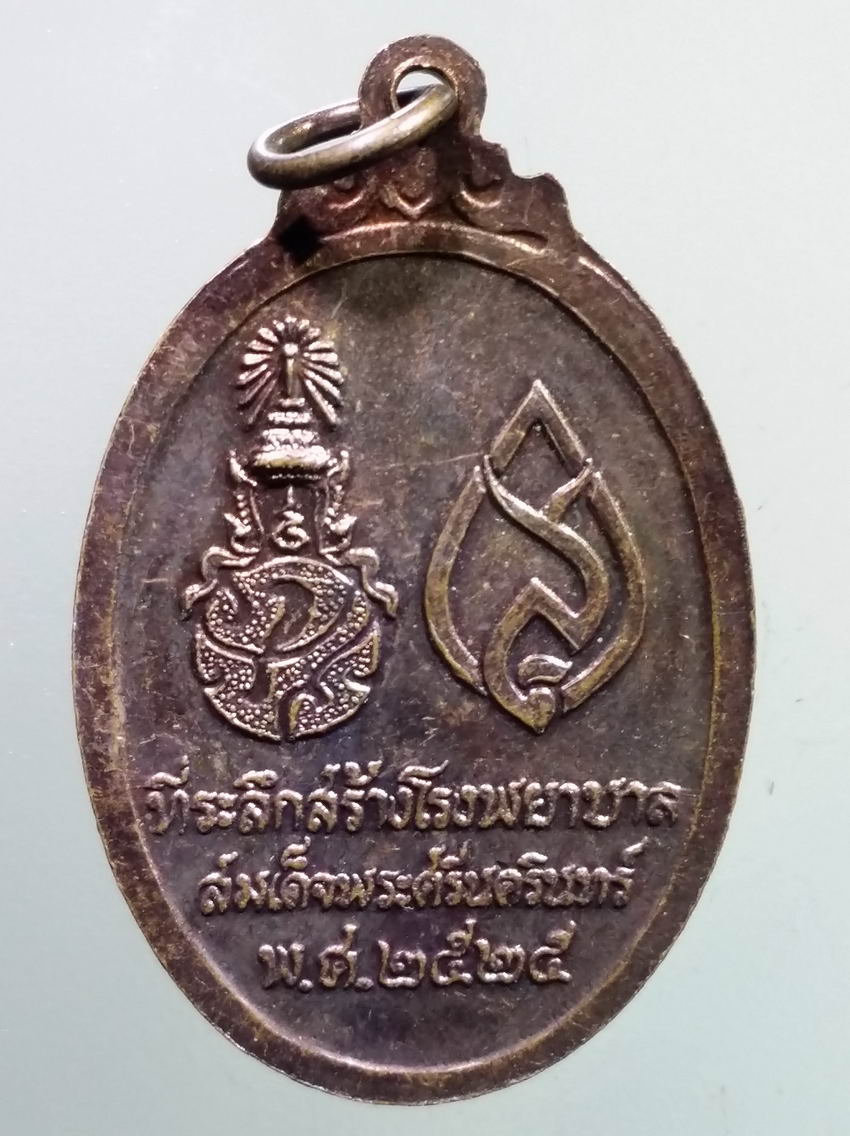 ที่ระลึกสร้างโรงพยาบาล
สมเด็จพระศรีนครินทร์
พ.ศ.๒๕๒๕